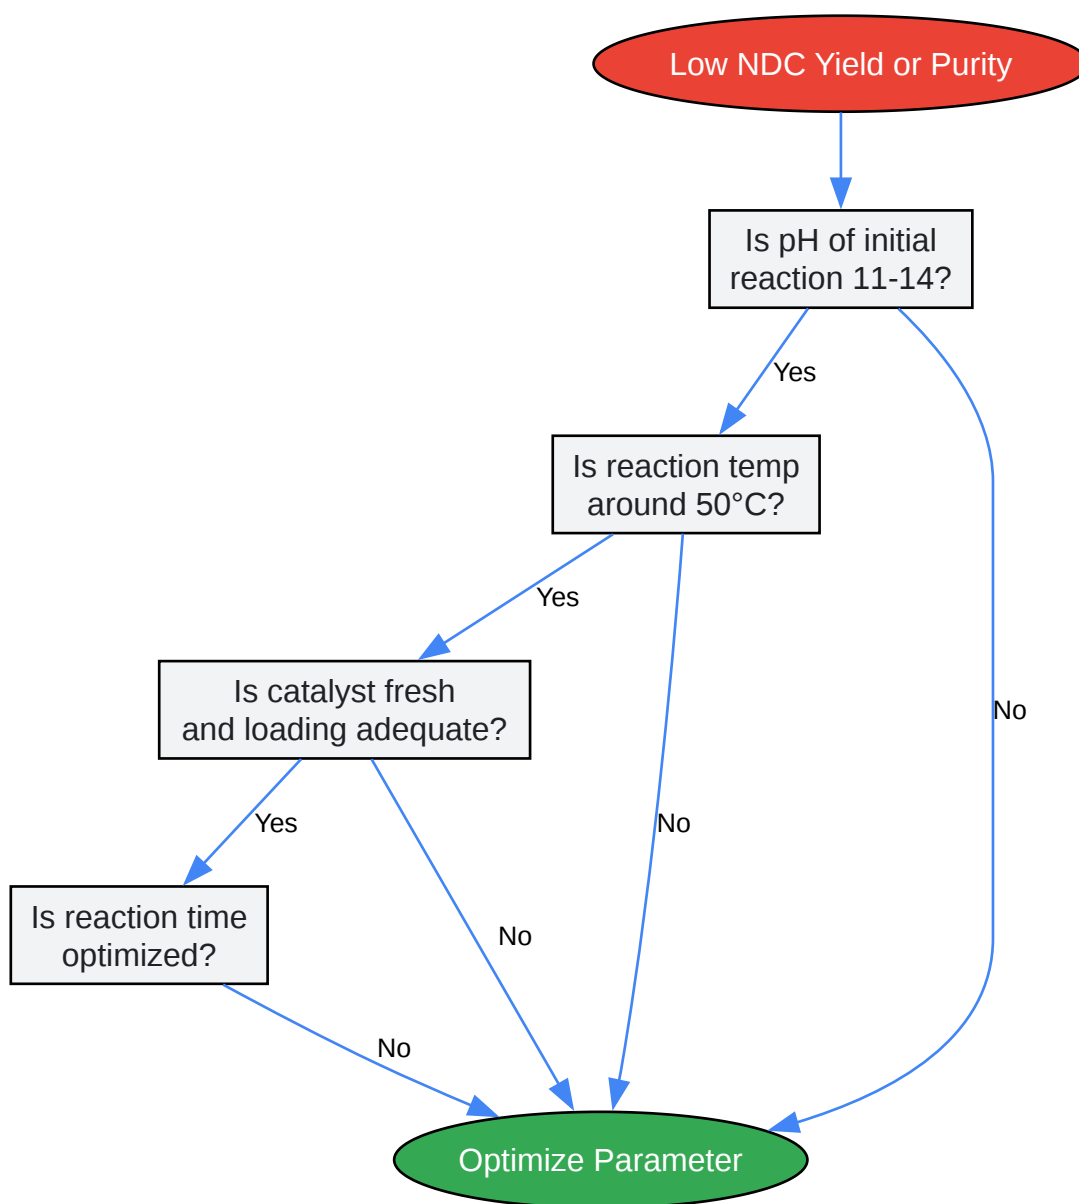 Low NDC Yield or Purity
Is pH of initial
reaction 11-14?
Yes
Is reaction temp
around 50°C?
Yes
No
Is catalyst fresh
and loading adequate?
Yes
No
Is reaction time
optimized?
No
No
Optimize Parameter